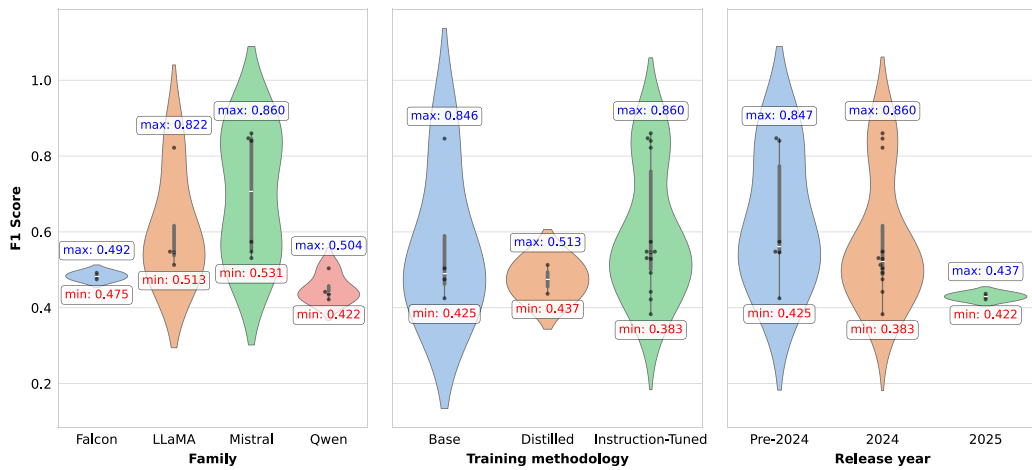 F1 Score
1.0
0.8
0.6
0.4
0.2
max: 0.492
min: 0.475
max: 0.822
min: 0.513
max: 0.860
min: 0.531
max: 0.504
min: 0.422
Falcon
LLaMA
Mistral
Qwen
Family
max: 0.846
min: 0.425
max: 0.513
min: 0.437
max: 0.860
min: 0.383
Base
Distilled
Instruction-Tuned
Training methodology
max: 0.847
min: 0.425
max: 0.860
min: 0.383
max: 0.437
min: 0.422
Pre-2024
2024
2025
Release year